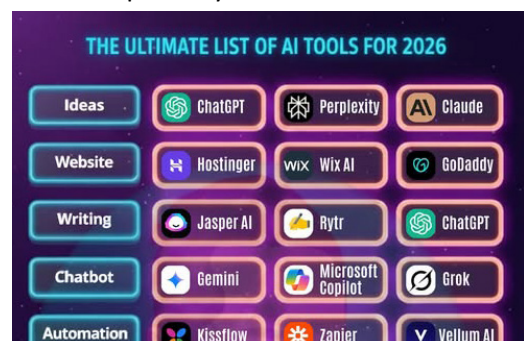 THE ULTIMATE LIST OF AI TOOLS FOR 2026
Ideas ChatGPT Perplexity Claude
Website Hostinger WiX Wix AI GoDaddy
Writing Jasper AI Rytr ChatGPT
Chatbot Gemini Microsoft Copilot Grok
Automation Kissflow Zapier Vellum AI